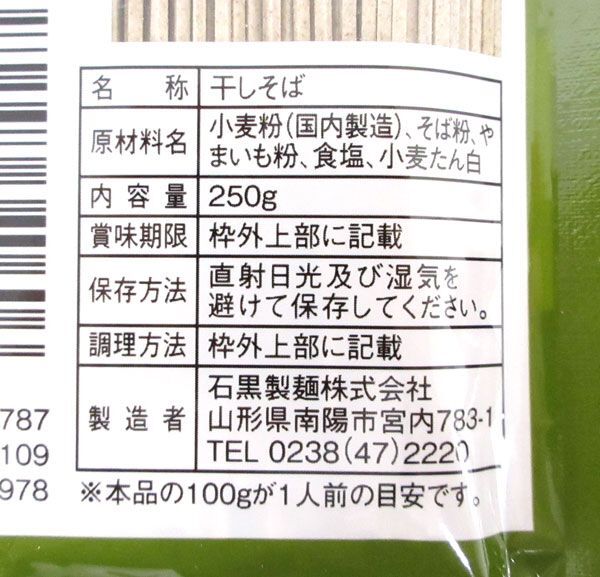 名称 干しそば
原材料名 小麦粉(国内製造)、そば粉、や
まいも粉、食塩、小麦たん白
内容量 250g
賞味期限 枠外上部に記載
保存方法 直射日光及び湿気を
避けて保存してください。
調理方法 枠外上部に記載
製造者 石黒製麺株式会社
山形県南陽市宮内783-1
TEL 0238(47)2220
※本品の100gが1人前の目安です。
787
109
978